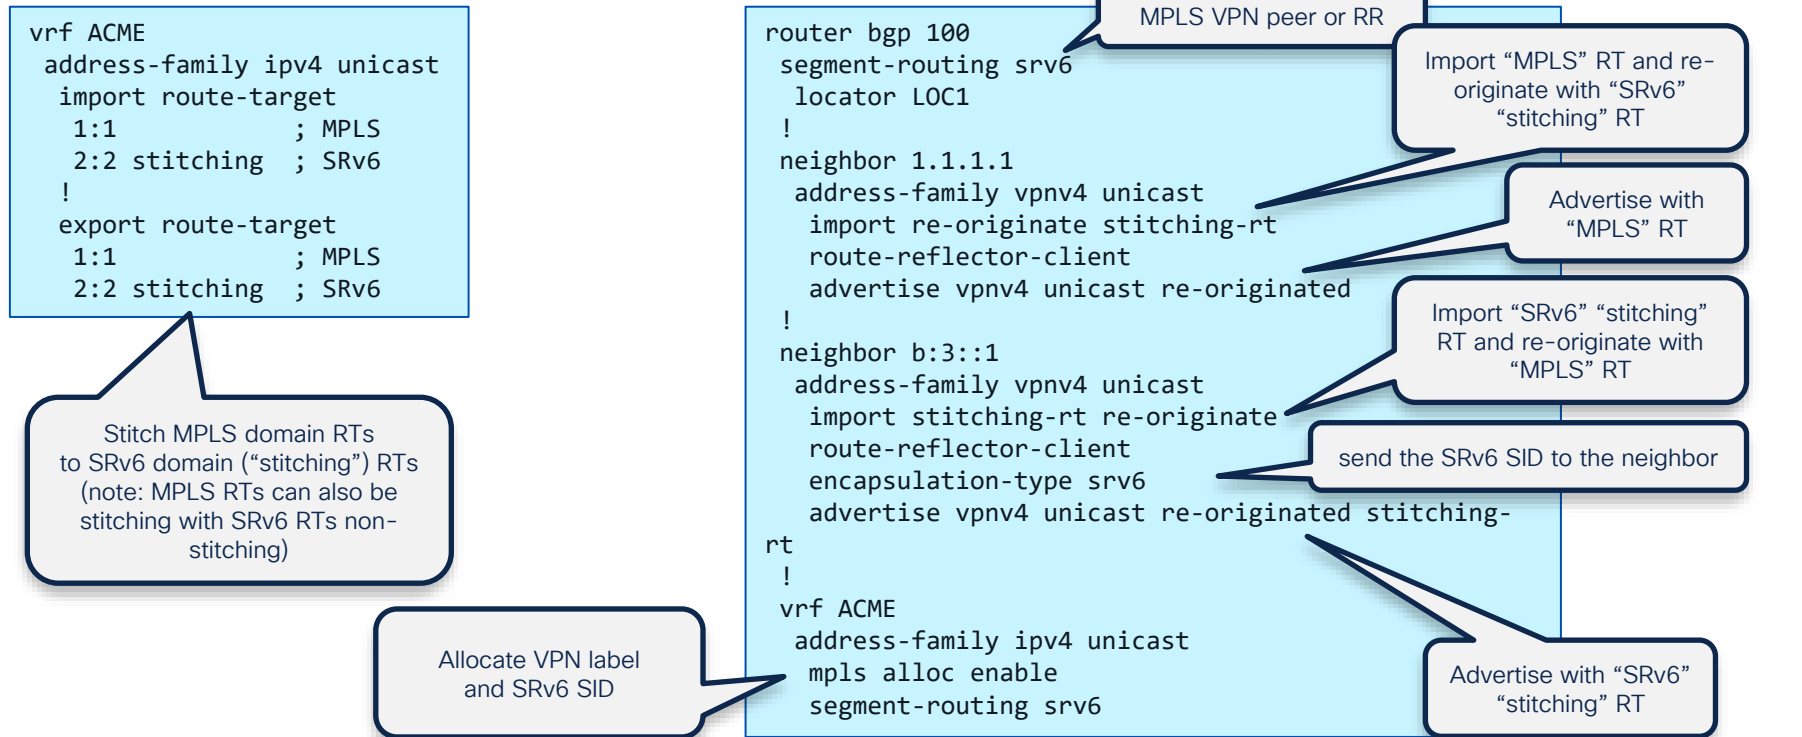 vrf ACME
address-family ipv4 unicast
import route-target
1:1 ; MPLS
2:2 stitching ; SRv6
!
export route-target
1:1 ; MPLS
2:2 stitching ; SRv6
Stitch MPLS domain RTs
to SRv6 domain (“stitching”) RTs
(note: MPLS RTs can also be
stitching with SRv6 RTs non-
stitching)
Allocate VPN label
and SRv6 SID
router bgp 100
segment-routing srv6
locator LOC1
!
neighbor 1.1.1.1
address-family vpnv4 unicast
import re-originate stitching-rt
route-reflector-client
advertise vpnv4 unicast re-originated
!
neighbor b:3::1
address-family vpnv4 unicast
import stitching-rt re-originate
route-reflector-client
encapsulation-type srv6
advertise vpnv4 unicast re-originated stitching-
rt
!
vrf ACME
address-family ipv4 unicast
mpls alloc enable
segment-routing srv6
MPLS VPN peer or RR
Import “MPLS” RT and re-
originate with “SRv6”
“stitching” RT
Advertise with
“MPLS” RT
Import “SRv6” “stitching”
RT and re-originate with
“MPLS” RT
send the SRv6 SID to the neighbor
Advertise with “SRv6”
“stitching” RT